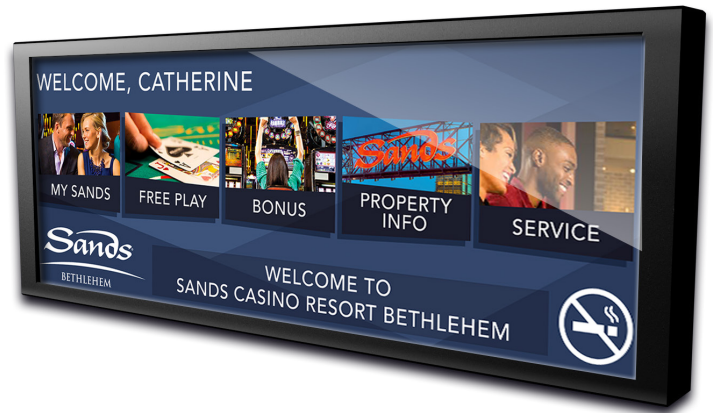 WELCOME, CATHERINE
MY SANDS
FREE PLAY
BONUS
Sands
PROPERTY
INFO
SERVICE
Sands
BETHLEHEM
WELCOME TO
SANDS CASINO RESORT BETHLEHEM